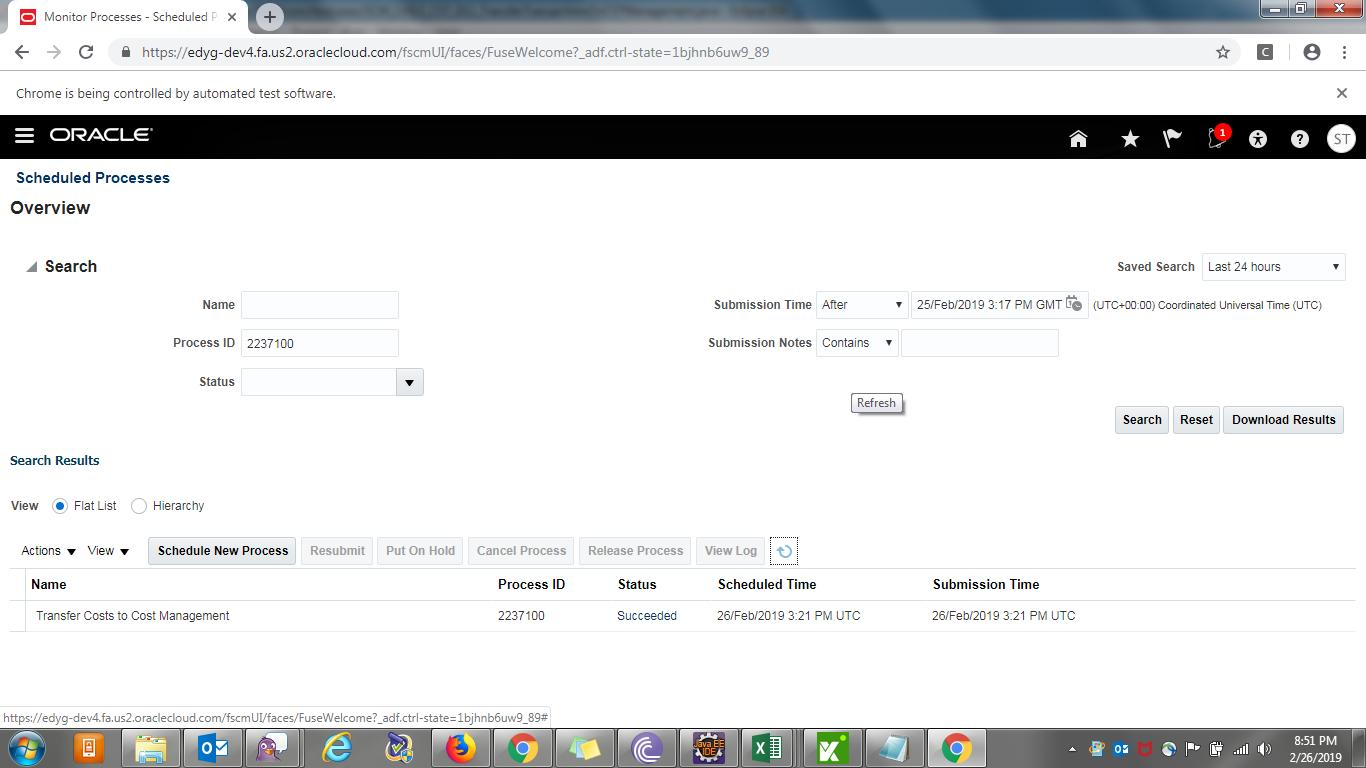 Monitor Processes - Scheduled P
https://edyg-dev4.fa.us2.oraclecloud.com/fscmUI/faces/FuseWelcome?_adf.ctrl-state=1bjhnb6uw9_89
C
Chrome is being controlled by automated test software.
ORACLE
1
?
ST
Scheduled Processes
Overview
Search
Saved Search Last 24 hours
Name
Submission Time After 25/Feb/2019 3:17 PM GMT (UTC+00:00) Coordinated Universal Time (UTC)
Process ID 2237100
Submission Notes Contains
Status
Refresh
Search Reset Download Results
Search Results
View Flat List Hierarchy
Actions View Schedule New Process Resubmit Put On Hold Cancel Process Release Process View Log
Name Process ID Status Scheduled Time Submission Time
Transfer Costs to Cost Management 2237100 Succeeded 26/Feb/2019 3:21 PM UTC 26/Feb/2019 3:21 PM UTC
https://edyg-dev4.fa.us2.oraclecloud.com/fscmUI/faces/FuseWelcome?_adf.ctrl-state=1bjhnb6uw9_89#
Java EE
IDE
8:51 PM
2/26/2019